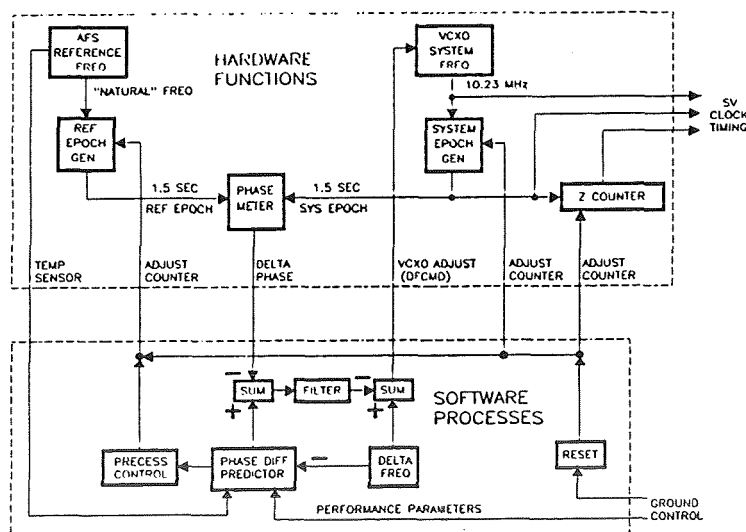 AFS
REFERENCE
FREQ
HARDWARE
FUNCTIONS
VCXO
SYSTEM
FREQ
"NATURAL" FREQ
10.23 MHz
SV
CLOCK
TIMING
REF
EPOCH
GEN
SYSTEM
EPOCH
GEN
1.5 SEC
REF EPOCH
PHASE
METER
1.5 SEC
SYS EPOCH
Z COUNTER
TEMP
SENSOR
ADJUST
COUNTER
DELTA
PHASE
VCXO ADJUST
(DFCMD)
ADJUST
COUNTER
ADJUST
COUNTER
−
SUM
+
FILTER
−
SUM
+
SOFTWARE
PROCESSES
PRECESS
CONTROL
PHASE DIFF
PREDICTOR
−
DELTA
FREQ
RESET
PERFORMANCE PARAMETERS
GROUND
CONTROL